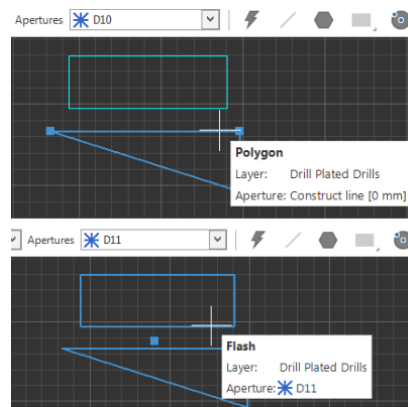 Apertures D10
Polygon
Layer: Drill Plated Drills
Aperture: Construct line [0 mm]
Apertures D11
Flash
Layer: Drill Plated Drills
Aperture: D11